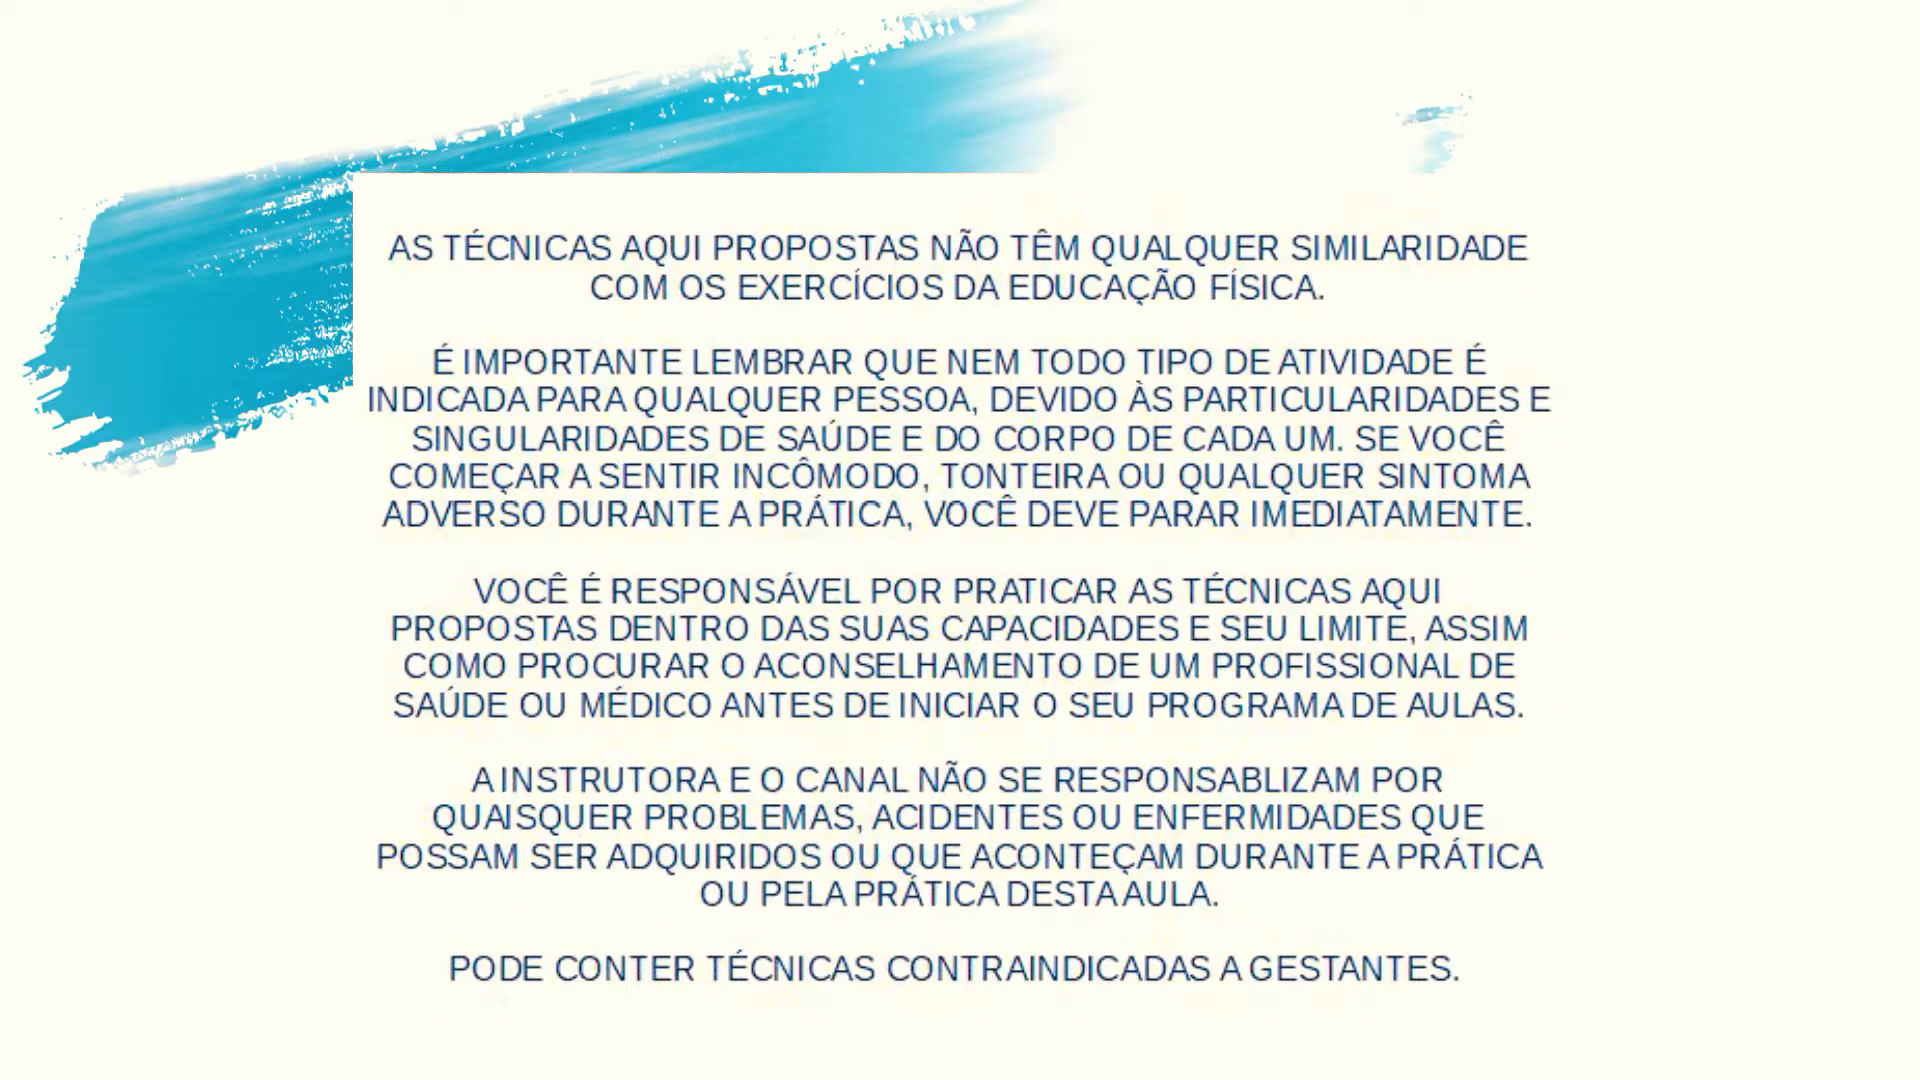 AS TÉCNICAS AQUI PROPOSTAS NÃO TÊM QUALQUER SIMILARIDADE
COM OS EXERCÍCIOS DA EDUCAÇÃO FÍSICA.
É IMPORTANTE LEMBRAR QUE NEM TODO TIPO DE ATIVIDADE É
INDICADA PARA QUALQUER PESSOA, DEVIDO ÀS PARTICULARIDADES E
SINGULARIDADES DE SAÚDE E DO CORPO DE CADA UM. SE VOCÊ
COMEÇAR A SENTIR INCÔMODO, TONTEIRA OU QUALQUER SINTOMA
ADVERSO DURANTE A PRÁTICA, VOCÊ DEVE PARAR IMEDIATAMENTE.
VOCÊ É RESPONSÁVEL POR PRATICAR AS TÉCNICAS AQUI
PROPOSTAS DENTRO DAS SUAS CAPACIDADES E SEU LIMITE, ASSIM
COMO PROCURAR O ACONSELHAMENTO DE UM PROFISSIONAL DE
SAÚDE OU MÉDICO ANTES DE INICIAR O SEU PROGRAMA DE AULAS.
A INSTRUTORA E O CANAL NÃO SE RESPONSABLIZAM POR
QUAISQUER PROBLEMAS, ACIDENTES OU ENFERMIDADES QUE
POSSAM SER ADQUIRIDOS OU QUE ACONTEÇAM DURANTE A PRÁTICA
OU PELA PRÁTICA DESTA AULA.
PODE CONTER TÉCNICAS CONTRAINDICADAS A GESTANTES.